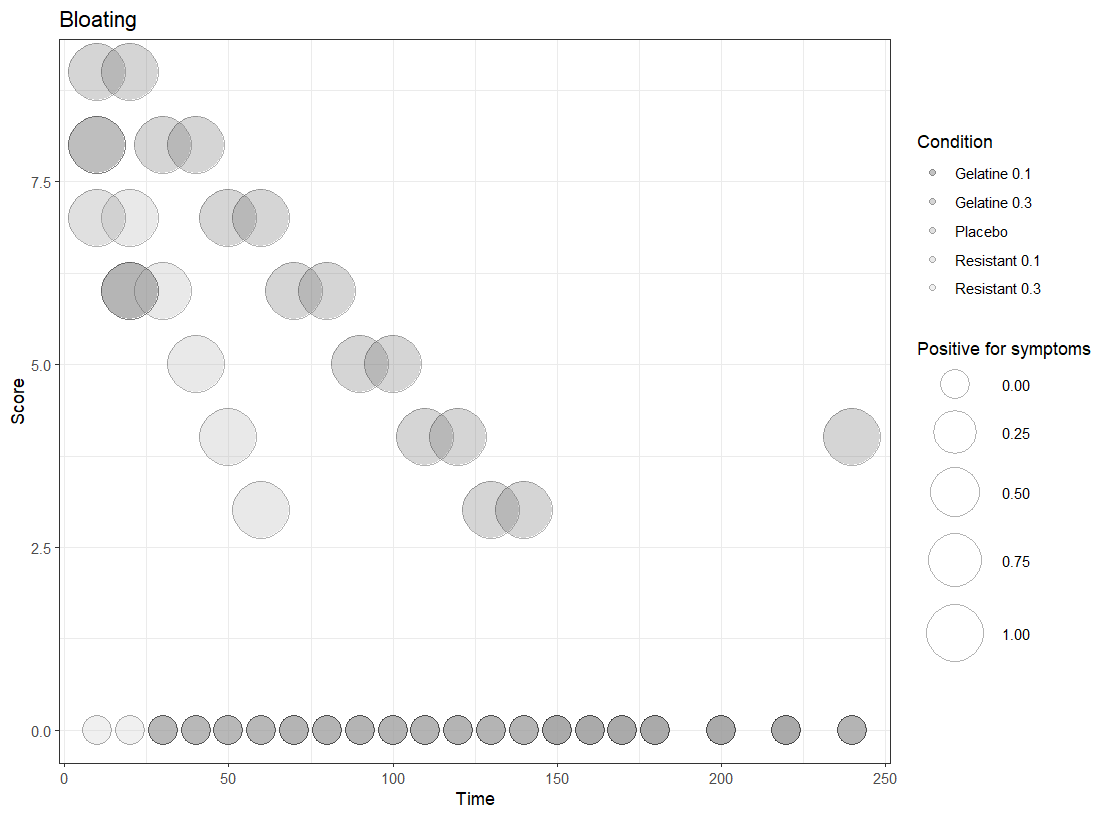 Bloating
Score
7.5
5.0
2.5
0.0
0
50
100
150
200
250
Time
Condition
Gelatine 0.1
Gelatine 0.3
Placebo
Resistant 0.1
Resistant 0.3
Positive for symptoms
0.00
0.25
0.50
0.75
1.00